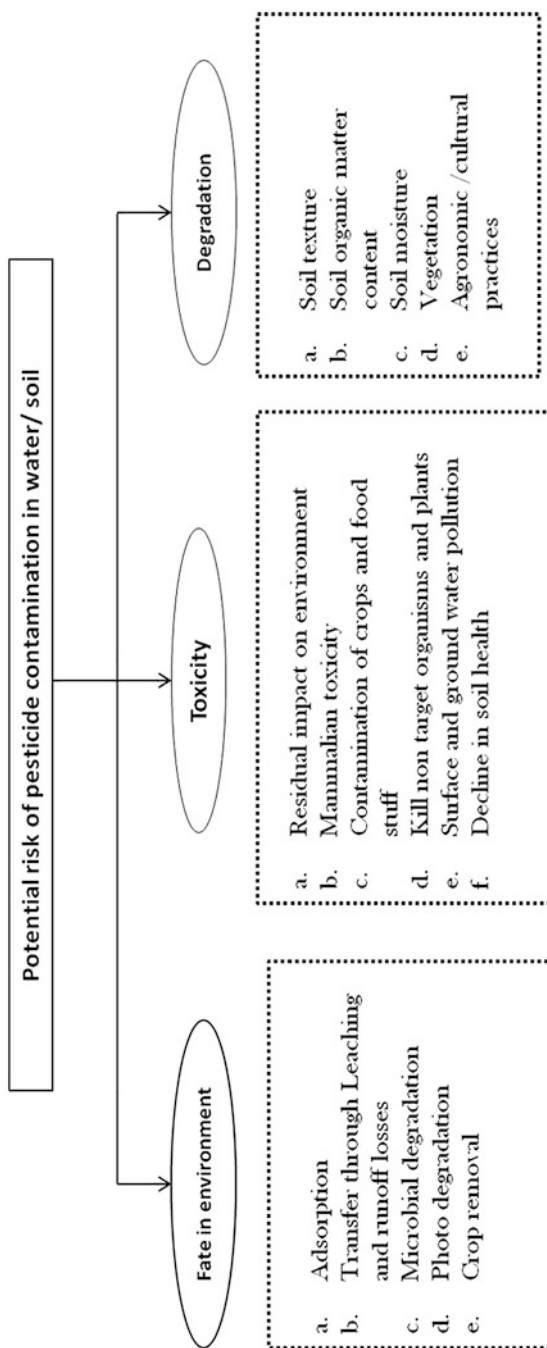 Potential risk of pesticide contamination in water/ soil
Fate in environment
a. Adsorption
b. Transfer through Leaching
and runoff losses
c. Microbial degradation
d. Photo degradation
e. Crop removal
Toxicity
a. Residual impact on environment
b. Mammalian toxicity
c. Contamination of crops and food
stuff
d. Kill non target organisms and plants
e. Surface and ground water pollution
f. Decline in soil health
Degradation
a. Soil texture
b. Soil organic matter
content
c. Soil moisture
d. Vegetation
e. Agronomic /cultural
practices